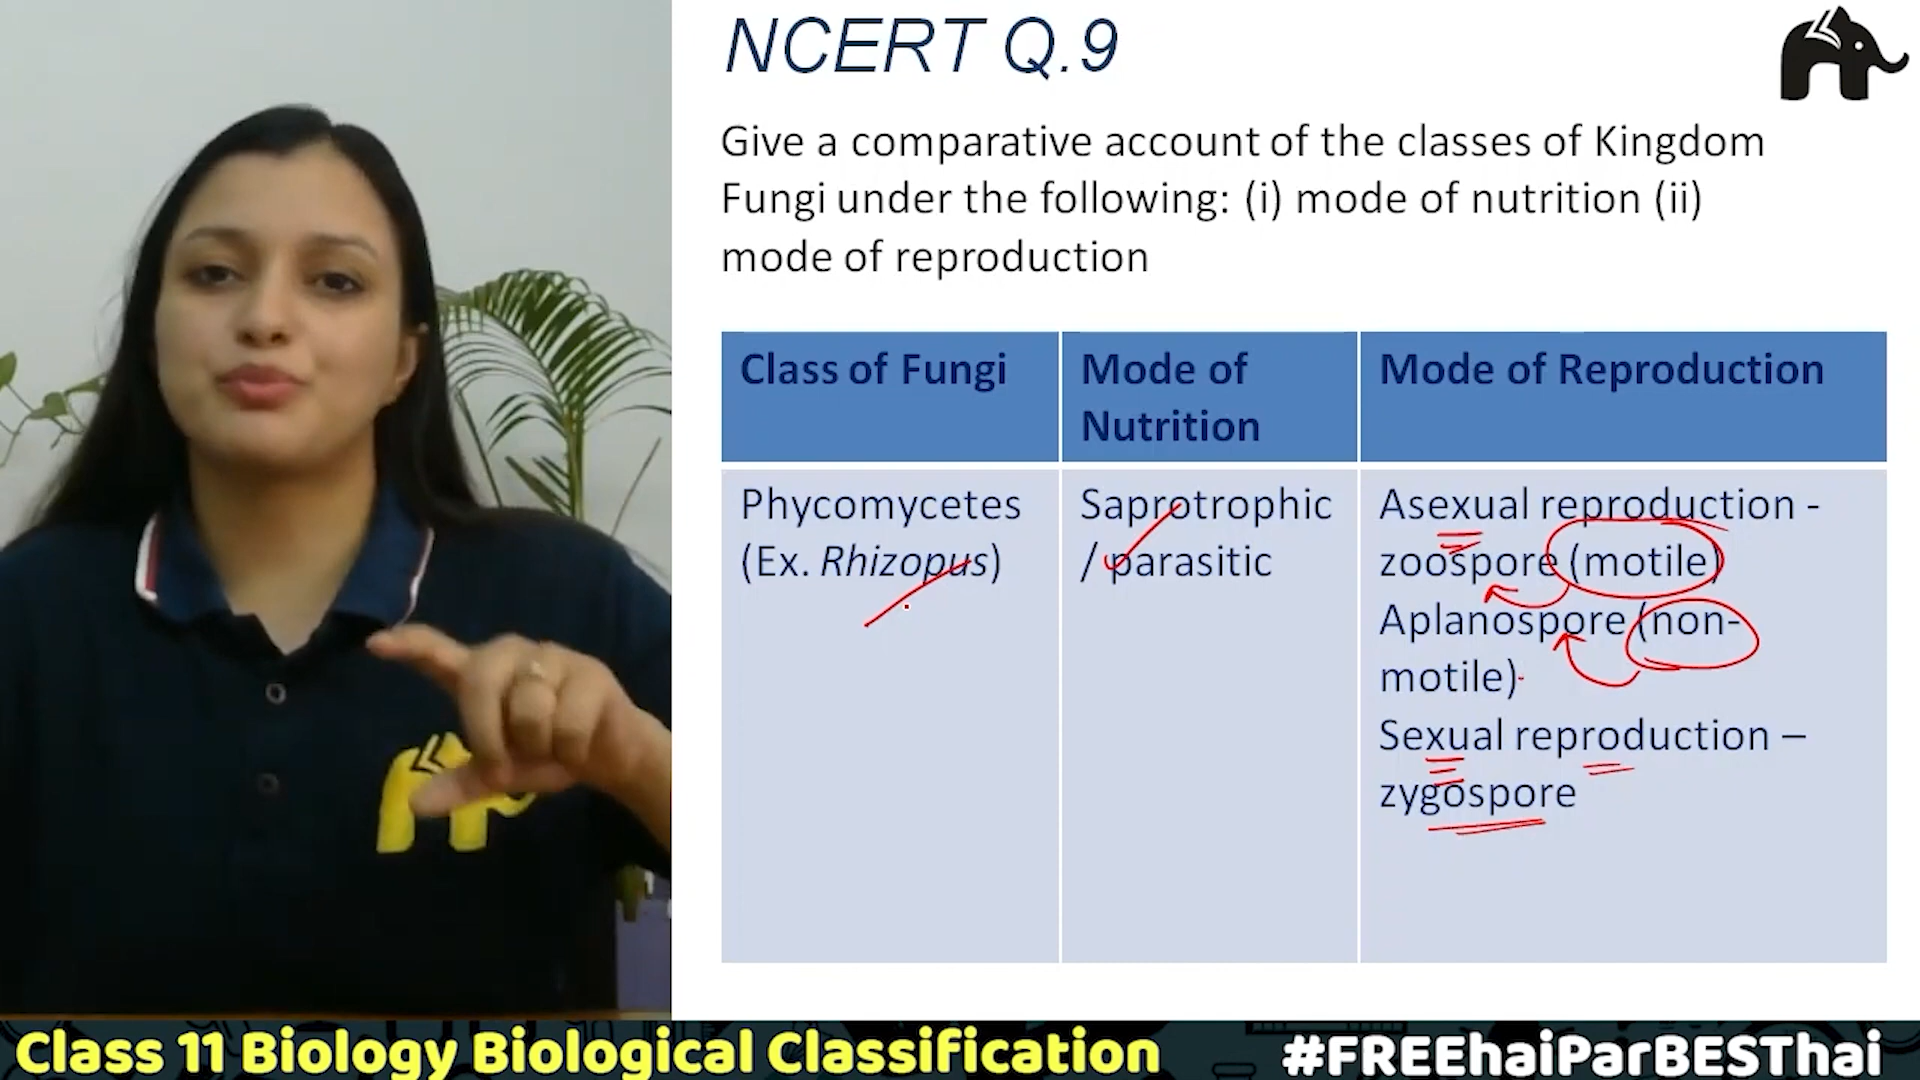 NCERT Q.9
Give a comparative account of the classes of Kingdom
Fungi under the following: (i) mode of nutrition (ii)
mode of reproduction
Class of Fungi
Mode of
Nutrition
Mode of Reproduction
Phycomycetes
(Ex. Rhizopus)
Saprotrophic
/ parasitic
Asexual reproduction -
zoospore (motile)
Aplanospore (non-
motile)
Sexual reproduction –
zygospore
Class 11 Biology Biological Classification
#FREEhaiParBESThai